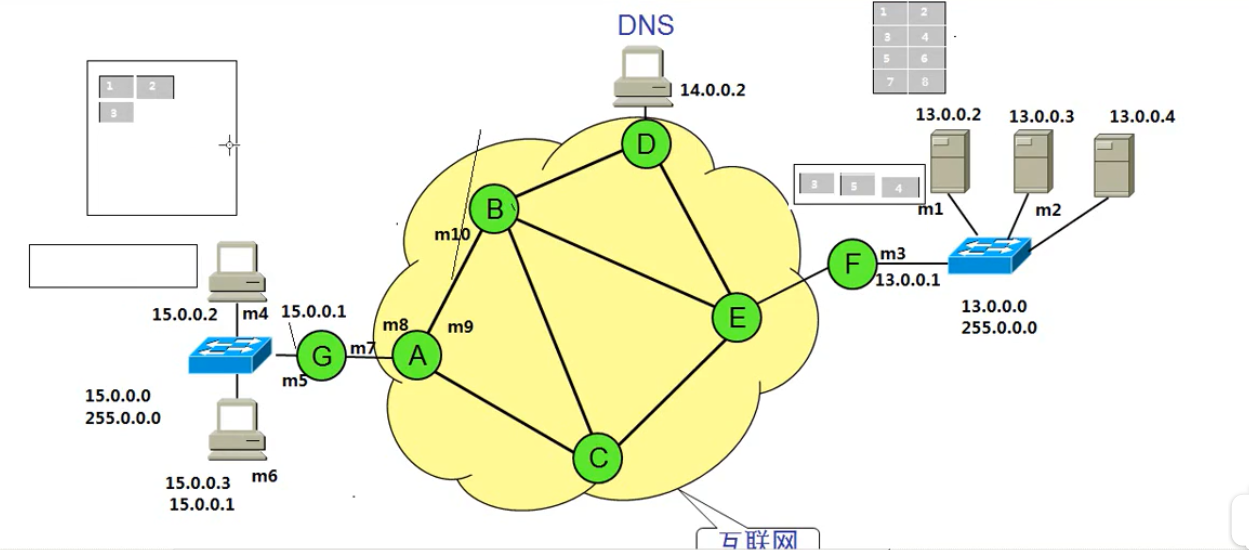 DNS
14.0.0.2
1 2
3 4
5 6
7 8
1 2
3
13.0.0.2
13.0.0.3
13.0.0.4
3 5 4
m1
m2
D
B
m10
F
m3
13.0.0.1
13.0.0.0
255.0.0.0
E
15.0.0.2
m4
15.0.0.1
m8
m9
G
m7
A
m5
15.0.0.0
255.0.0.0
C
15.0.0.3
m6
15.0.0.1
互联网